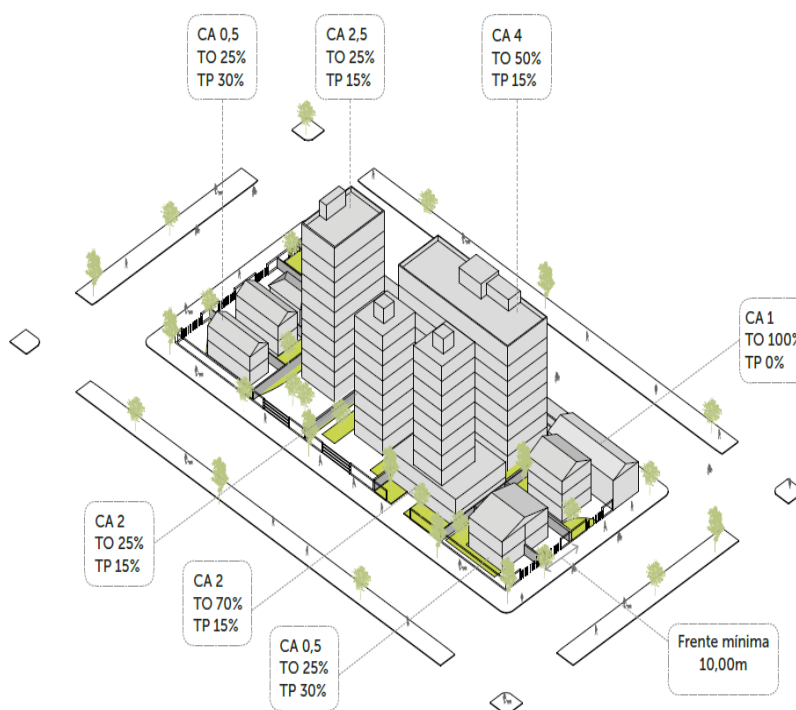 CA 0,5
TO 25%
TP 30%
CA 2,5
TO 25%
TP 15%
CA 4
TO 50%
TP 15%
CA 1
TO 100%
TP 0%
CA 2
TO 25%
TP 15%
CA 2
TO 70%
TP 15%
CA 0,5
TO 25%
TP 30%
Frente mínima
10,00m